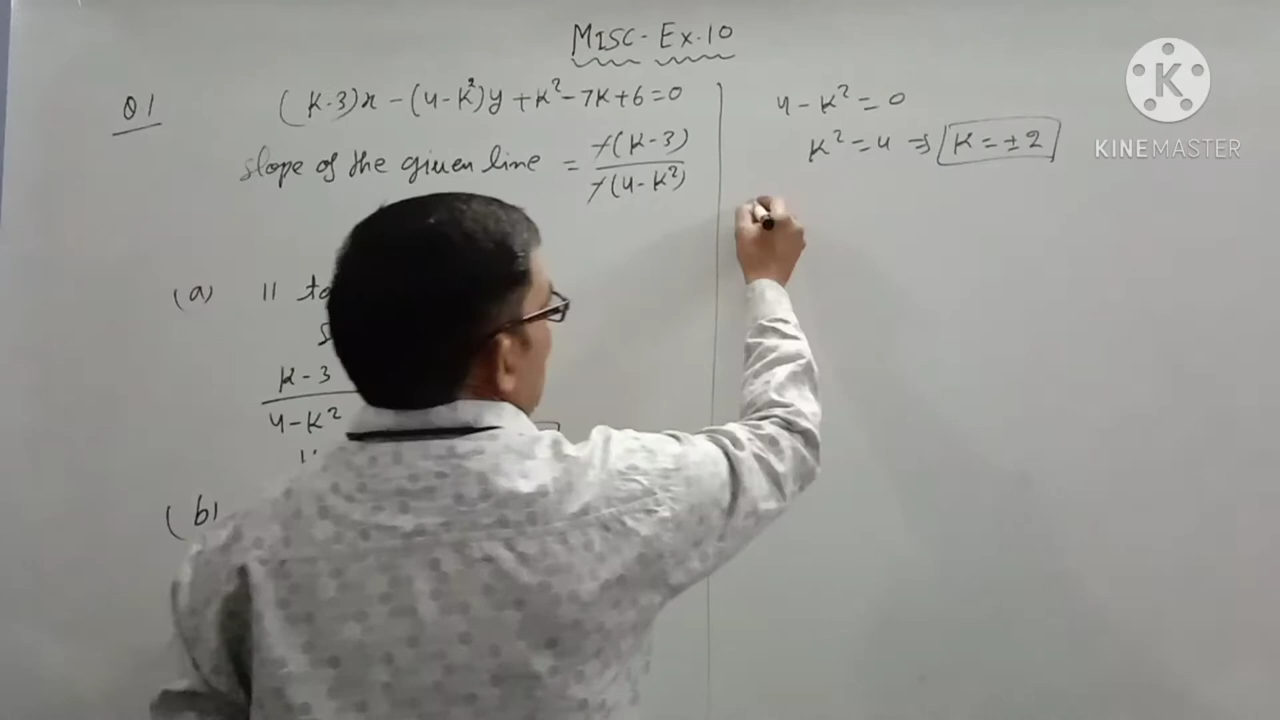 MISC- Ex.10
Q1 (K-3)x - (4-K²)y + K² - 7K + 6 = 0
slope of the given line = -(K-3) / -(4-K²)
(a) || to
K-3
4-K²
(b)
4-K² = 0
K² = 4 ⇒ K = ±2
K
KINEMASTER